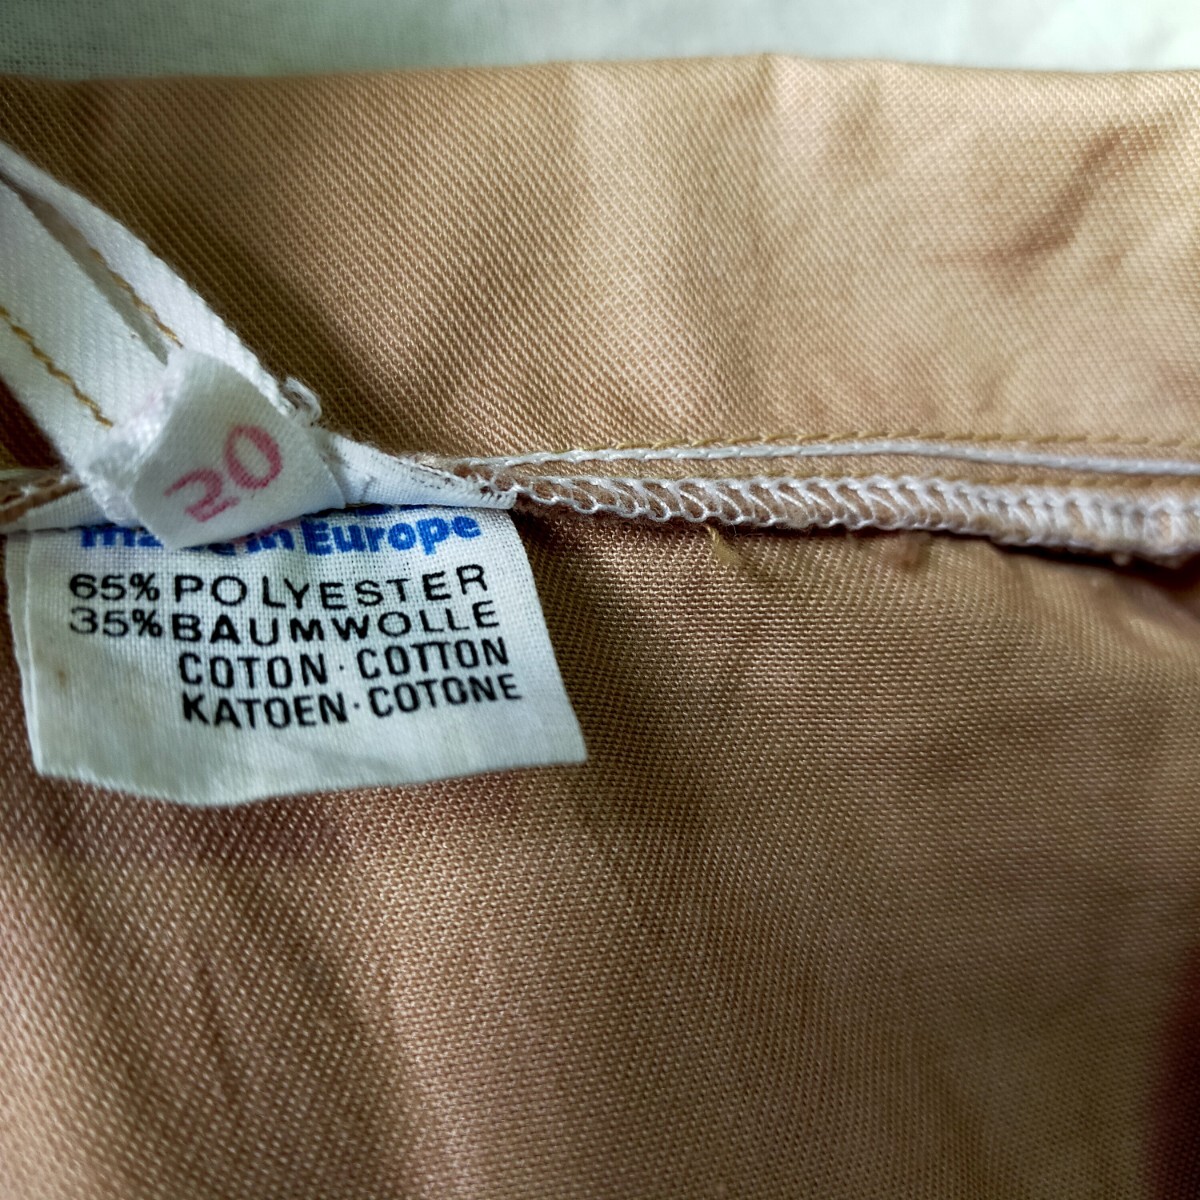 20
made in Europe
65% POLYESTER
35% BAUMWOLLE
COTON · COTTON
KATOEN · COTONE